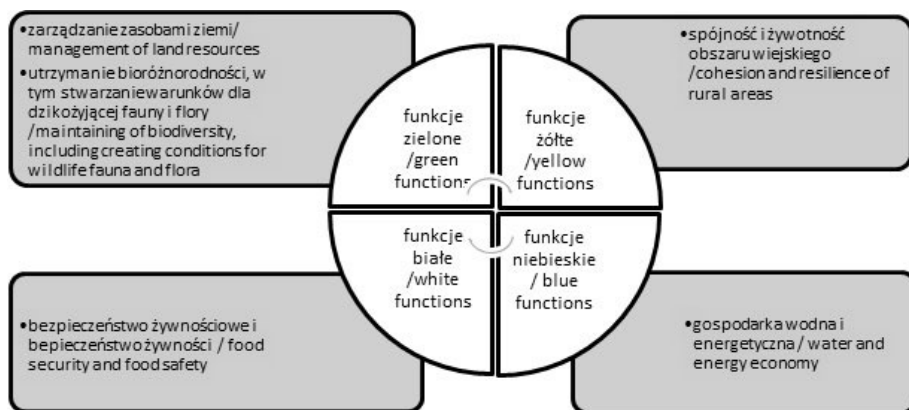 •zarządzanie zasobami ziemi/
management of land resources
•utrzymanie bioróżnorodności, w
tym stwarzanie warunków dla
dziko żyjącej fauny i flory
/maintaining of biodiversity,
including creating conditions for
wildlife fauna and flora
•spójność i żywotność
obszaru wiejskiego
/cohesion and resilience of
rural areas
funkcje
zielone
/green
functions
funkcje
żółte
/yellow
functions
funkcje
białe
/white
functions
funkcje
niebieskie
/ blue
functions
•bezpieczeństwo żywnościowe i
bepieczeństwo żywności / food
security and food safety
•gospodarka wodna i
energetyczna / water and
energy economy